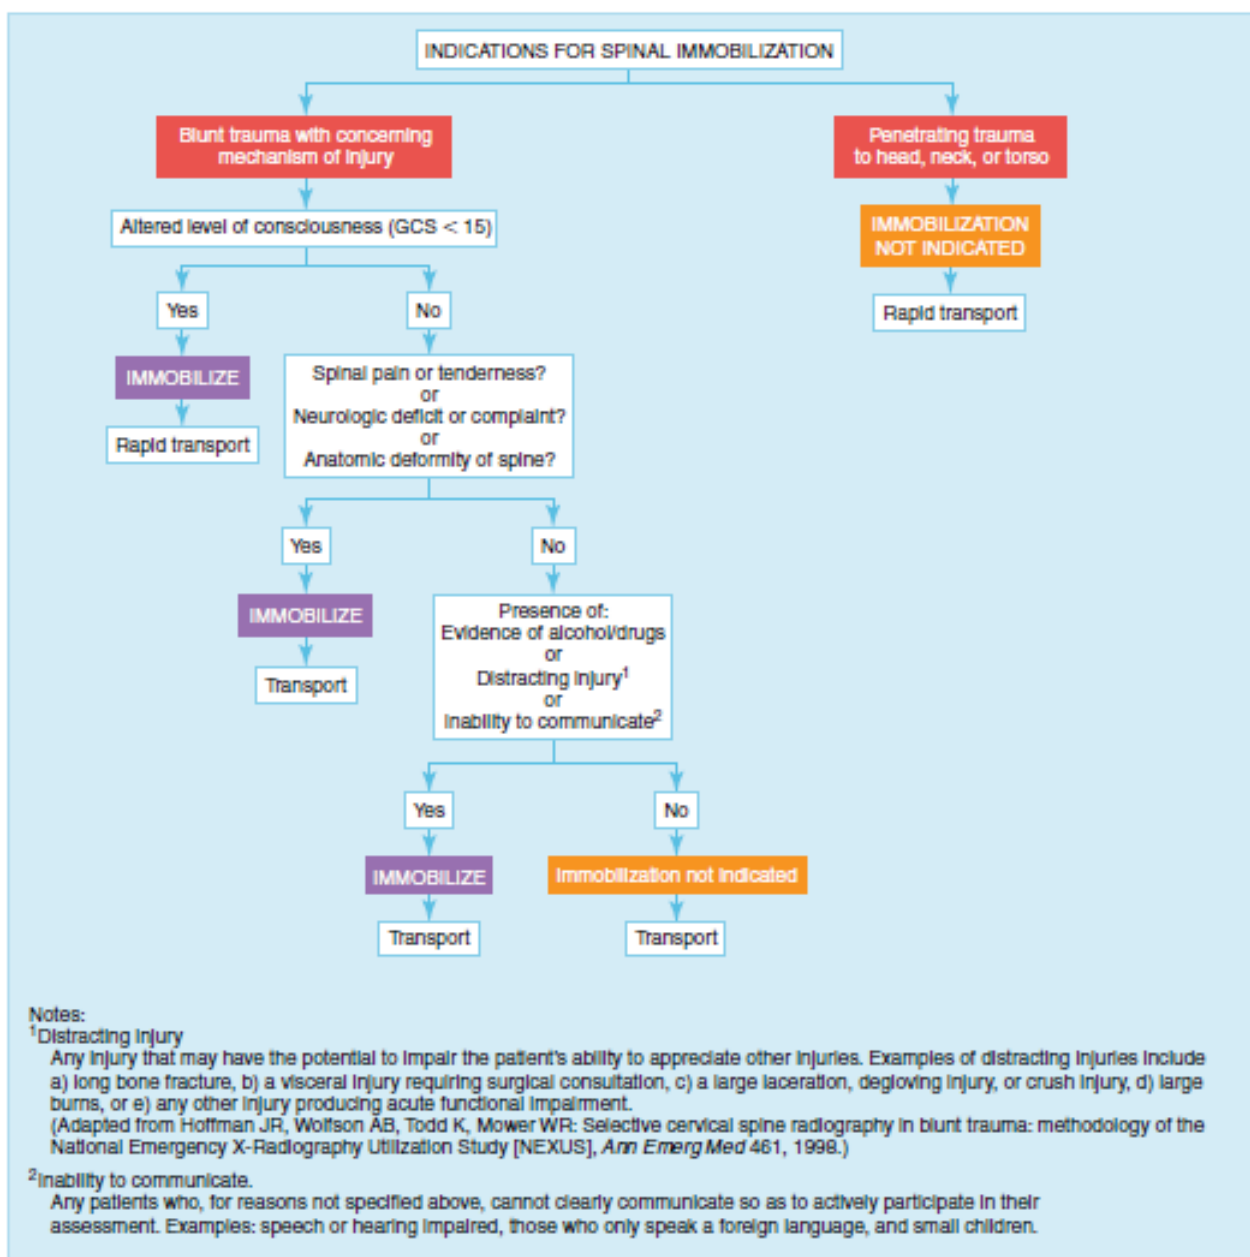 INDICATIONS FOR SPINAL IMMOBILIZATION
Blunt trauma with concerning
mechanism of injury
Penetrating trauma
to head, neck, or torso
Altered level of consciousness (GCS < 15)
IMMOBILIZATION
NOT INDICATED
Yes
No
Rapid transport
IMMOBILIZE
Spinal pain or tenderness?
or
Neurologic deficit or complaint?
or
Anatomic deformity of spine?
Rapid transport
Yes
No
IMMOBILIZE
Presence of:
Evidence of alcohol/drugs
or
Distracting injury¹
or
Inability to communicate²
Transport
Yes
No
IMMOBILIZE
Immobilization not indicated
Transport
Transport
Notes:
¹Distracting injury
Any injury that may have the potential to impair the patient's ability to appreciate other injuries. Examples of distracting injuries include
a) long bone fracture, b) a visceral injury requiring surgical consultation, c) a large laceration, degloving injury, or crush injury, d) large
burns, or e) any other injury producing acute functional impairment.
(Adapted from Hoffman JR, Wolfson AB, Todd K, Mower WR: Selective cervical spine radiography in blunt trauma: methodology of the
National Emergency X-Radiography Utilization Study [NEXUS], Ann Emerg Med 461, 1998.)
²Inability to communicate.
Any patients who, for reasons not specified above, cannot clearly communicate so as to actively participate in their
assessment. Examples: speech or hearing impaired, those who only speak a foreign language, and small children.